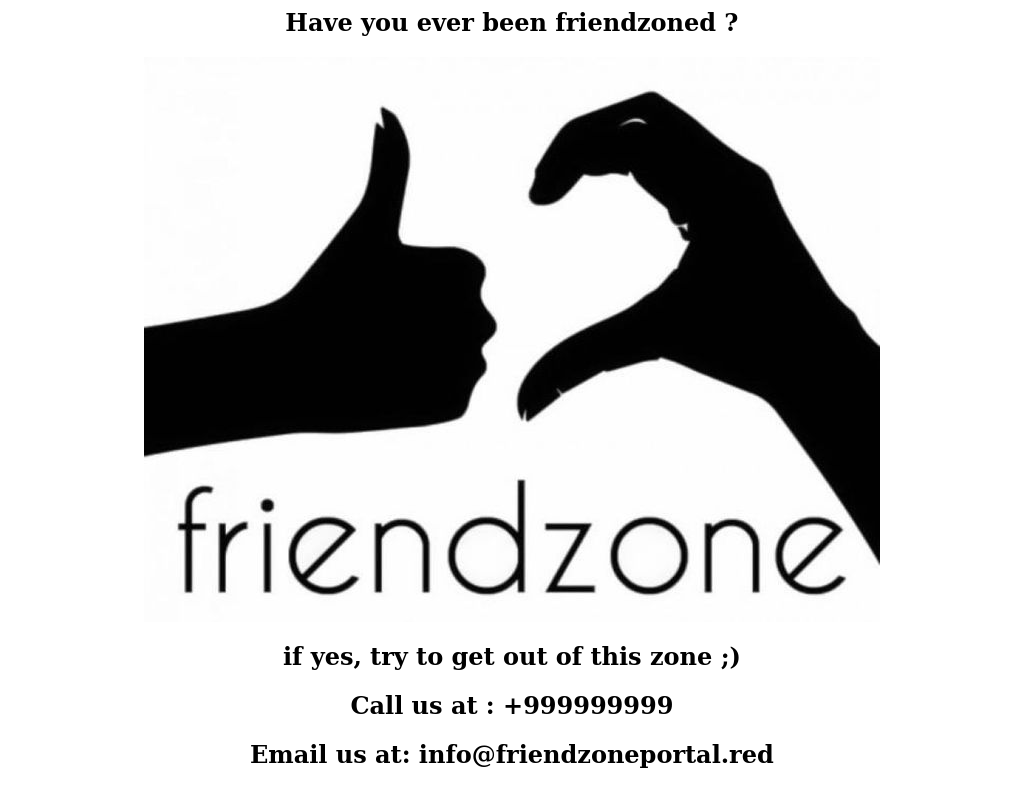 Have you ever been friendzoned ?
friendzone
if yes, try to get out of this zone ;)
Call us at : +999999999
Email us at: info@friendzoneportal.red